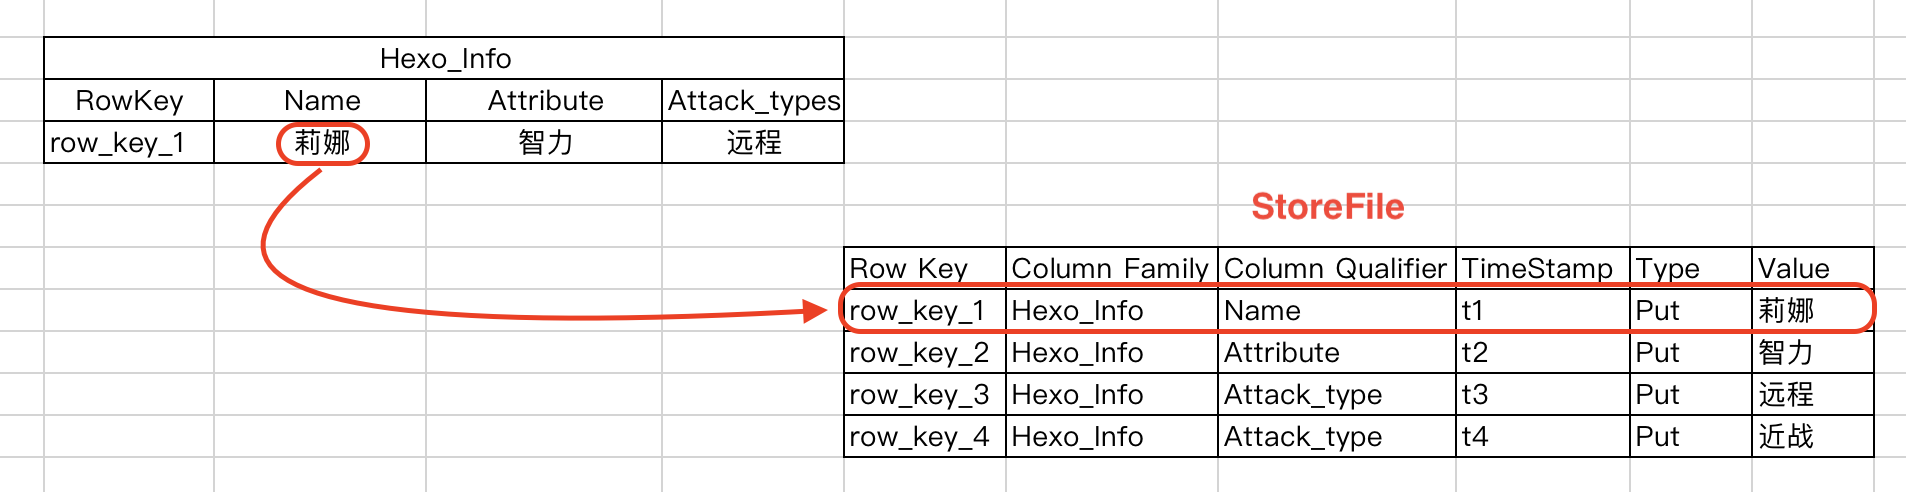 Hexo_Info
RowKey Name Attribute Attack_types
row_key_1 莉娜 智力 远程
StoreFile
Row Key Column Family Column Qualifier TimeStamp Type Value
row_key_1 Hexo_Info Name t1 Put 莉娜
row_key_2 Hexo_Info Attribute t2 Put 智力
row_key_3 Hexo_Info Attack_type t3 Put 远程
row_key_4 Hexo_Info Attack_type t4 Put 近战